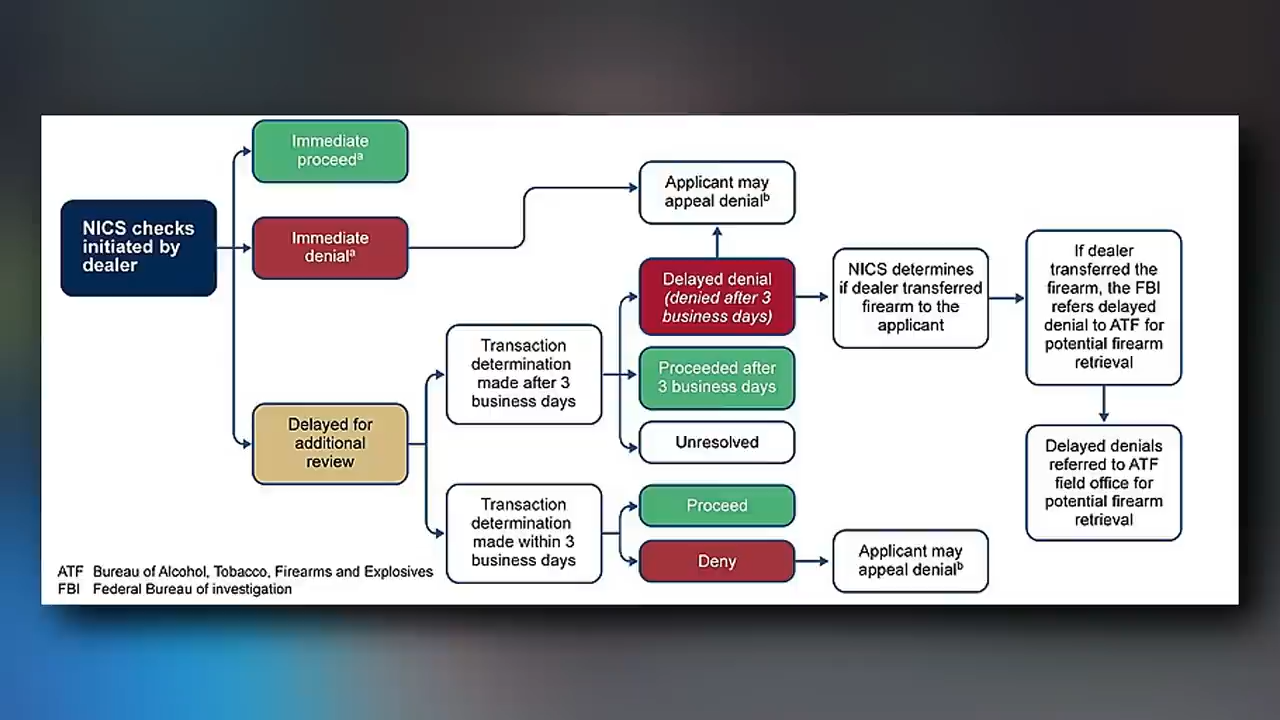 NICS checks
initiated by
dealer
Immediate
proceedᵃ
Immediate
denialᵃ
Delayed for
additional
review
Transaction
determination
made after 3
business days
Transaction
determination
made within 3
business days
Applicant may
appeal denialᵇ
Delayed denial
(denied after 3
business days)
Proceeded after
3 business days
Unresolved
Proceed
Deny
NICS determines
if dealer transferred
firearm to the
applicant
Applicant may
appeal denialᵇ
If dealer
transferred the
firearm, the FBI
refers delayed
denial to ATF for
potential firearm
retrieval
Delayed denials
referred to ATF
field office for
potential firearm
retrieval
ATF Bureau of Alcohol, Tobacco, Firearms and Explosives
FBI Federal Bureau of investigation